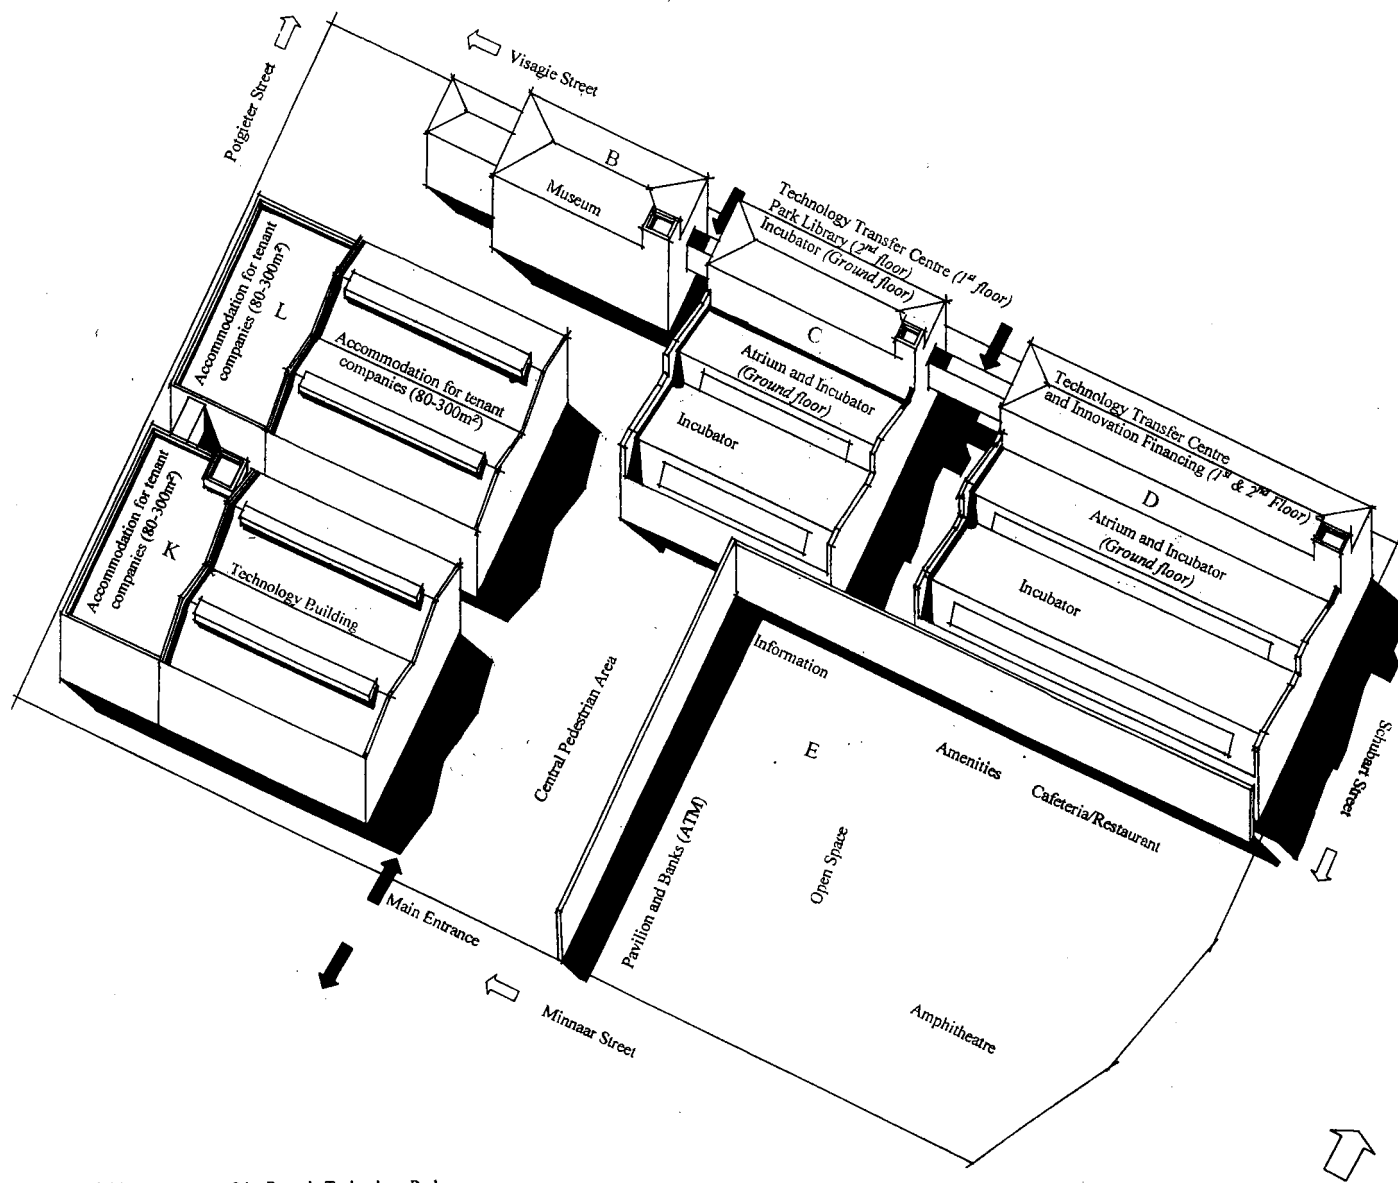 Potgieter Street
Visagie Street
B
Museum
Technology Transfer Centre (1st floor)
Park Library (2nd floor)
Incubator (Ground floor)
C
Atrium and Incubator
(Ground floor)
Incubator
Technology Transfer Centre
and Innovation Financing (1st & 2nd Floor)
D
Atrium and Incubator
(Ground floor)
Incubator
Accommodation for tenant
companies (80-300m²)
L
Accommodation for tenant
companies (80-300m²)
Accommodation for tenant
companies (80-300m²)
K
Technology Building
Central Pedestrian Area
Information
E
Amenities
Cafeteria/Restaurant
Pavilion and Banks (ATM)
Open Space
Amphitheatre
Schubart Street
Main Entrance
Minnaar Street